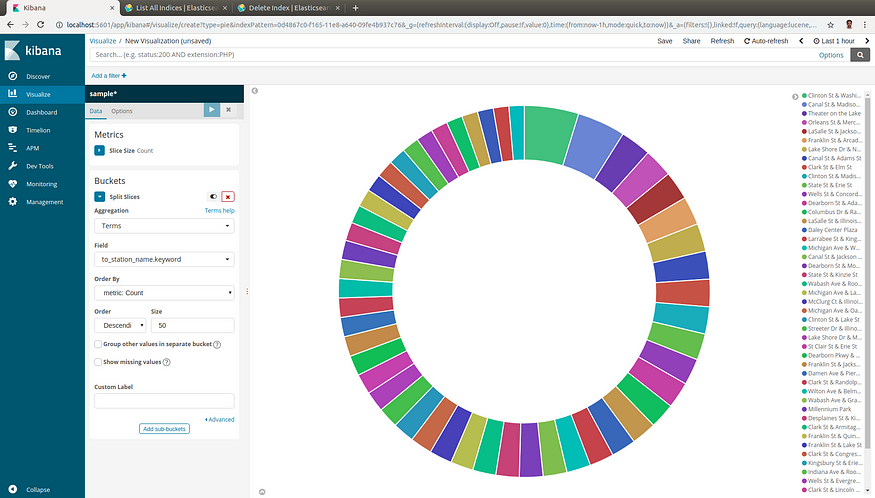 Kibana
List All Indices | Elasticsear
Delete Index | Elasticsear
localhost:5601/app/kibana#/visualize/create?type=pie&indexPattern=0d4867c0-f165-11e8-a640-09fe4b937c76&_g=(refreshInterval:(display:Off,pause:!f,value:0),time:(from:now-1h,mode:quick,to:now))&_a=(filters:!(),linked:!f,query:(language:lucene,...
kibana
Discover
Visualize
Dashboard
Timelion
APM
Dev Tools
Monitoring
Management
Collapse
Visualize / New Visualization (unsaved)
Save Share Refresh Auto-refresh Last 1 hour
Search... (e.g. status:200 AND extension:PHP)
Options
Add a filter +
sample*
Data Options
Metrics
Slice Size Count
Buckets
Split Slices
Aggregation
Terms help
Terms
Field
to_station_name.keyword
Order By
metric: Count
Order Size
Descendi 50
Group other values in separate bucket
Show missing values
Custom Label
Advanced
Add sub-buckets
Clinton St & Washi...
Canal St & Madiso...
Theater on the Lake
Orleans St & Merc...
LaSalle St & Jackso...
Franklin St & Arcad...
Lake Shore Dr & N...
Canal St & Adams St
Clark St & Elm St
Clinton St & Madis...
State St & Erie St
Wells St & Concord...
Dearborn St & Ada...
Columbus Dr & Ra...
LaSalle St & Illinois...
Daley Center Plaza
Larrabee St & King...
Michigan Ave & W...
Canal St & Jackson ...
Dearborn St & Mo...
State St & Kinzie St
Wabash Ave & Roo...
Michigan Ave & La...
McClurg Ct & Illinoi...
Michigan Ave & Oa...
Clinton St & Lake St
Streeter Dr & Illino...
Lake Shore Dr & M...
St Clair St & Erie St
Dearborn Pkwy & ...
Franklin St & Jacks...
Damen Ave & Pier...
Clark St & Randolp...
Wilton Ave & Belm...
Wabash Ave & Gra...
Millennium Park
Desplaines St & Ki...
Clark St & Armitag...
Franklin St & Quin...
Franklin St & Lake St
Clark St & Congres...
Kingsbury St & Erie...
Indiana Ave & Roo...
Wells St & Evergre...
Clark St & Lincoln ...